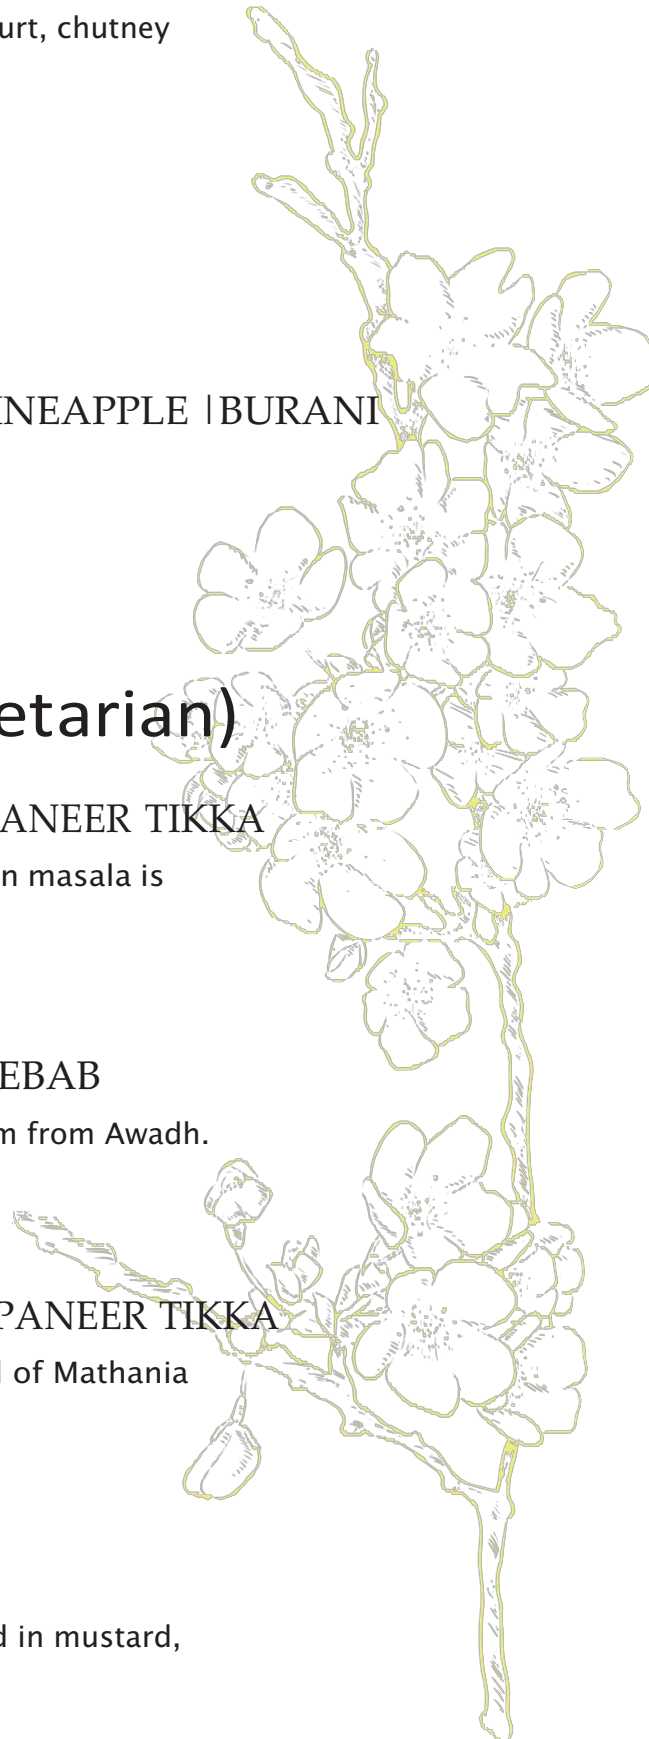 urt, chutney
INEAPPLE |BURANI
etarian)
ANEER TIKKA
n masala is
EBAB
m from Awadh.
PANEER TIKKA
l of Mathania
d in mustard,